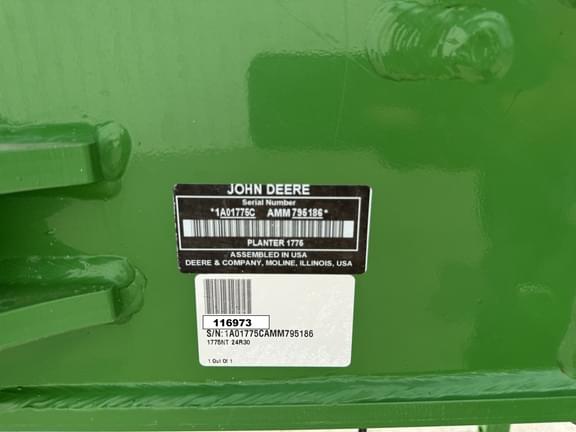 JOHN DEERE
Serial Number
*1A01775C AMM795186*
PLANTER 1775
ASSEMBLED IN USA
DEERE & COMPANY, MOLINE, ILLINOIS, USA
116973
S/N:1A01775CAMM795186
1775NT 24R30
1 Out Of 1